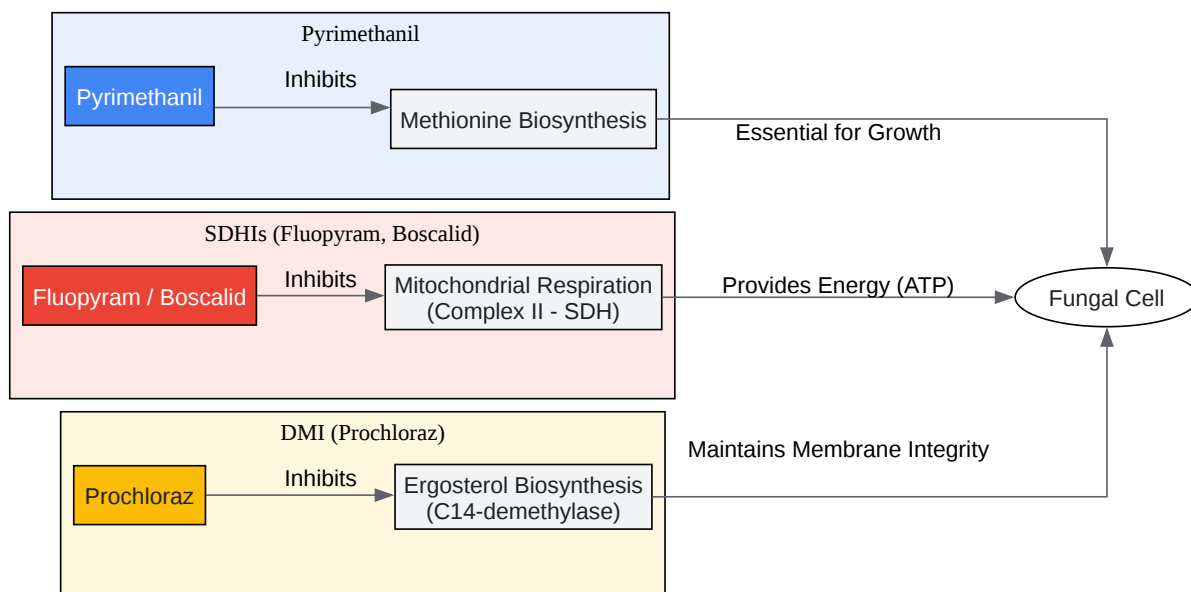 Pyrimethanil
Pyrimethanil
Inhibits
Methionine Biosynthesis
Essential for Growth
SDHIs (Fluopyram, Boscalid)
Fluopyram / Boscalid
Inhibits
Mitochondrial Respiration
(Complex II - SDH)
Provides Energy (ATP)
Fungal Cell
DMI (Prochloraz)
Prochloraz
Inhibits
Ergosterol Biosynthesis
(C14-demethylase)
Maintains Membrane Integrity